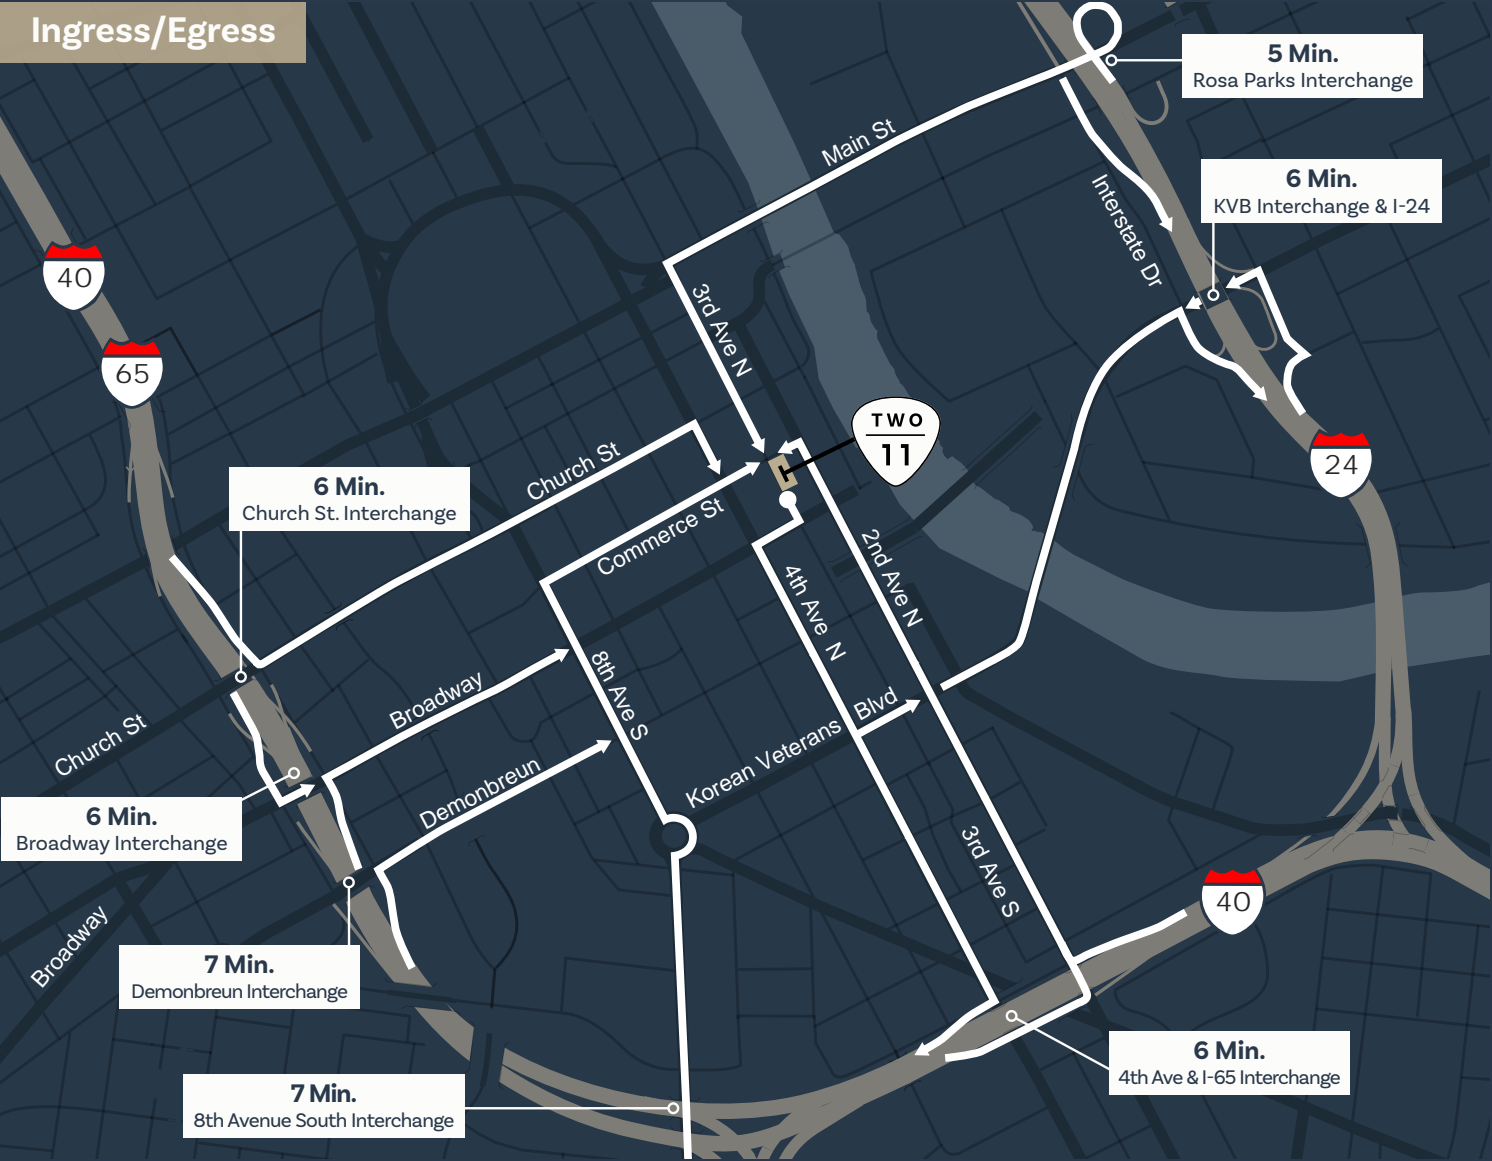 Ingress/Egress
5 Min.
Rosa Parks Interchange
Main St
6 Min.
KVB Interchange & I-24
Interstate Dr
40
3rd Ave N
65
TWO
11
24
Church St
6 Min.
Church St. Interchange
Commerce St
2nd Ave N
4th Ave N
8th Ave S
Broadway
Church St
Korean Veterans Blvd
Demonbreun
6 Min.
Broadway Interchange
3rd Ave S
40
Broadway
7 Min.
Demonbreun Interchange
6 Min.
4th Ave & I-65 Interchange
7 Min.
8th Avenue South Interchange